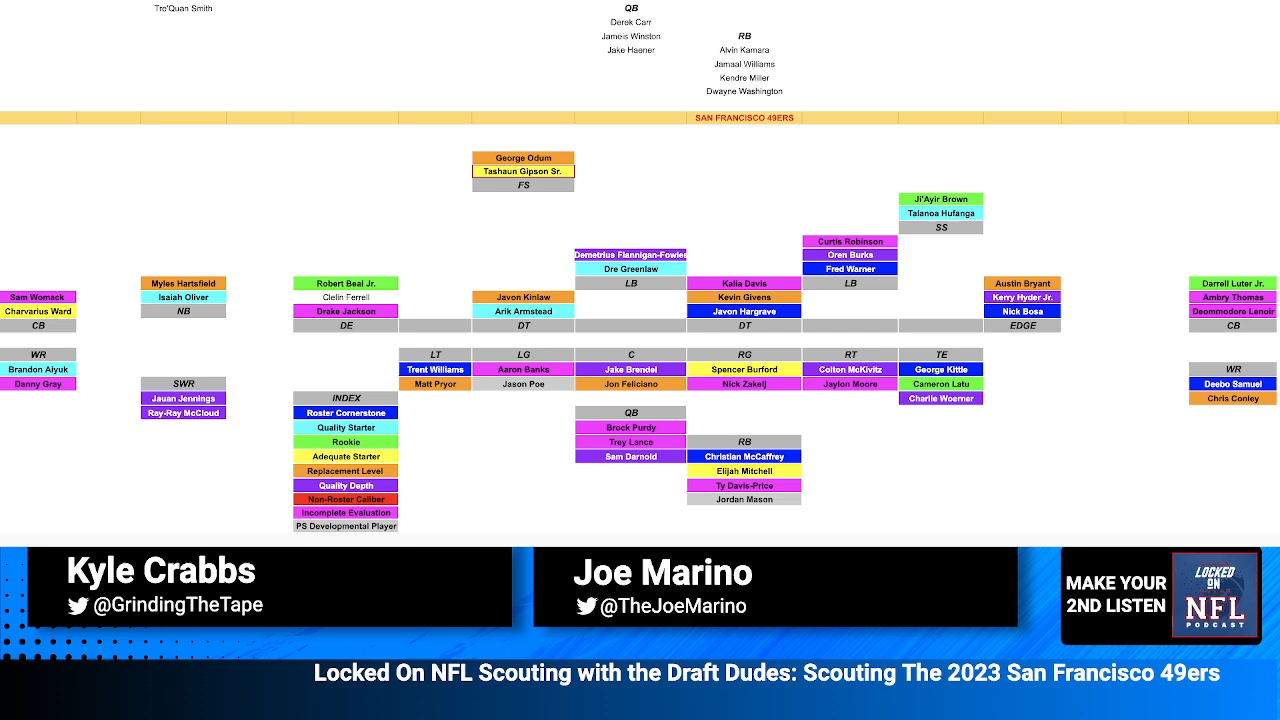 Tre'Quan Smith
QB
Derek Carr
Jameis Winston
Jake Haener
RB
Alvin Kamara
Jamaal Williams
Kendre Miller
Dwayne Washington
SAN FRANCISCO 49ERS
George Odum
Tashaun Gipson Sr.
FS
Ji'Ayir Brown
Talanoa Hufanga
SS
Curtis Robinson
Oren Burks
Fred Warner
LB
Demetrius Flannigan-Fowles
Dre Greenlaw
LB
Sam Womack
Charvarius Ward
CB
Myles Hartsfield
Isaiah Oliver
NB
Robert Beal Jr.
Clelin Ferrell
Drake Jackson
DE
Javon Kinlaw
Arik Armstead
DT
Kalia Davis
Kevin Givens
Javon Hargrave
DT
Austin Bryant
Kerry Hyder Jr.
Nick Bosa
EDGE
Darrell Luter Jr.
Ambry Thomas
Deommodore Lenoir
CB
WR
Brandon Aiyuk
Danny Gray
SWR
Jauan Jennings
Ray-Ray McCloud
LT
Trent Williams
Matt Pryor
LG
Aaron Banks
Jason Poe
C
Jake Brendel
Jon Feliciano
RG
Spencer Burford
Nick Zakelj
RT
Colton McKivitz
Jaylon Moore
TE
George Kittle
Cameron Latu
Charlie Woerner
WR
Deebo Samuel
Chris Conley
INDEX
Roster Cornerstone
Quality Starter
Rookie
Adequate Starter
Replacement Level
Quality Depth
Non-Roster Caliber
Incomplete Evaluation
PS Developmental Player
QB
Brock Purdy
Trey Lance
Sam Darnold
RB
Christian McCaffrey
Elijah Mitchell
Ty Davis-Price
Jordan Mason
Kyle Crabbs
@GrindingTheTape
Joe Marino
@TheJoeMarino
MAKE YOUR
2ND LISTEN
LOCKED
ON
NFL
PODCAST
Locked On NFL Scouting with the Draft Dudes: Scouting The 2023 San Francisco 49ers